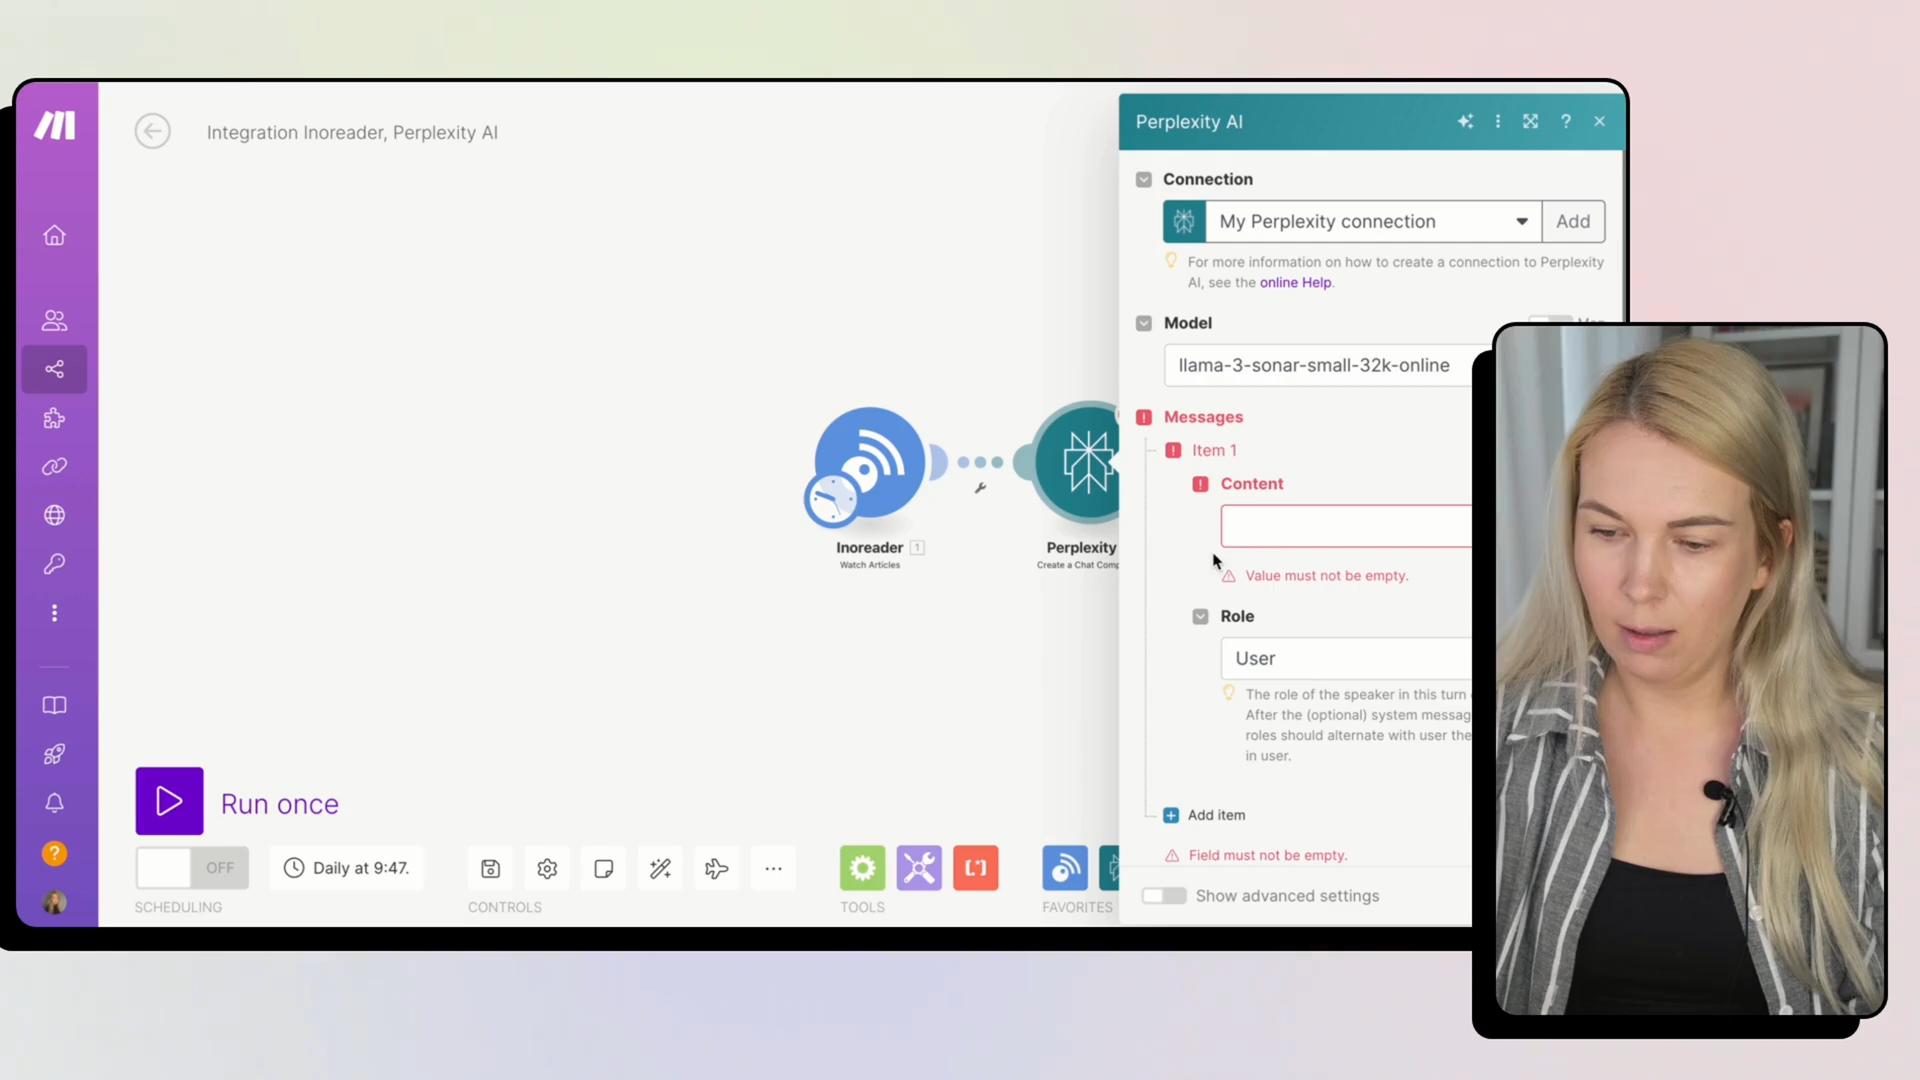 Integration Inoreader, Perplexity AI
Perplexity AI
?
Connection
My Perplexity connection
Add
For more information on how to create a connection to Perplexity
AI, see the online Help.
Model
llama-3-sonar-small-32k-online
Messages
Item 1
Content
Value must not be empty.
Role
User
The role of the speaker in this turn
After the (optional) system messag
roles should alternate with user the
in user.
Add item
Field must not be empty.
Show advanced settings
Inoreader 1
Watch Articles
Perplexity
Create a Chat Comp
Run once
OFF
Daily at 9:47.
SCHEDULING
CONTROLS
TOOLS
FAVORITES
?